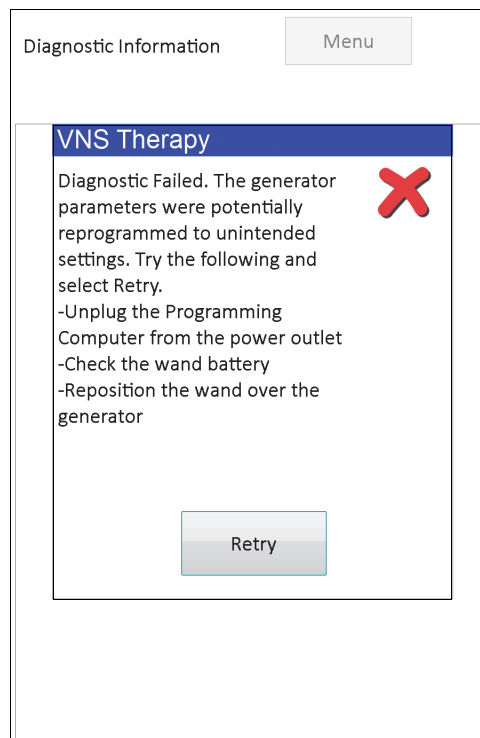 Diagnostic Information
Menu
VNS Therapy
Diagnostic Failed. The generator
parameters were potentially
reprogrammed to unintended
settings. Try the following and
select Retry.
-Unplug the Programming
Computer from the power outlet
-Check the wand battery
-Reposition the wand over the
generator
Retry